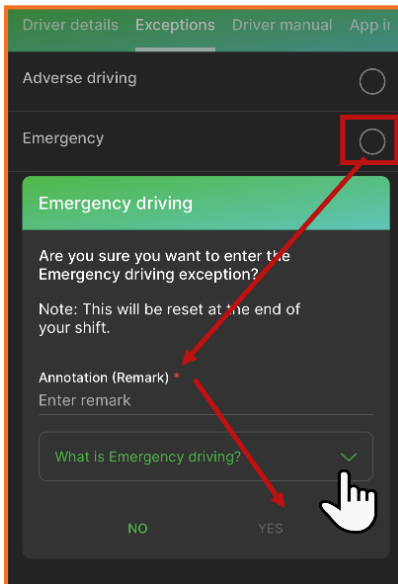 Driver details Exceptions Driver manual App in
Adverse driving
Emergency
Emergency driving
Are you sure you want to enter the
Emergency driving exception?
Note: This will be reset at the end of
your shift.
Annotation (Remark) *
Enter remark
What is Emergency driving?
NO YES